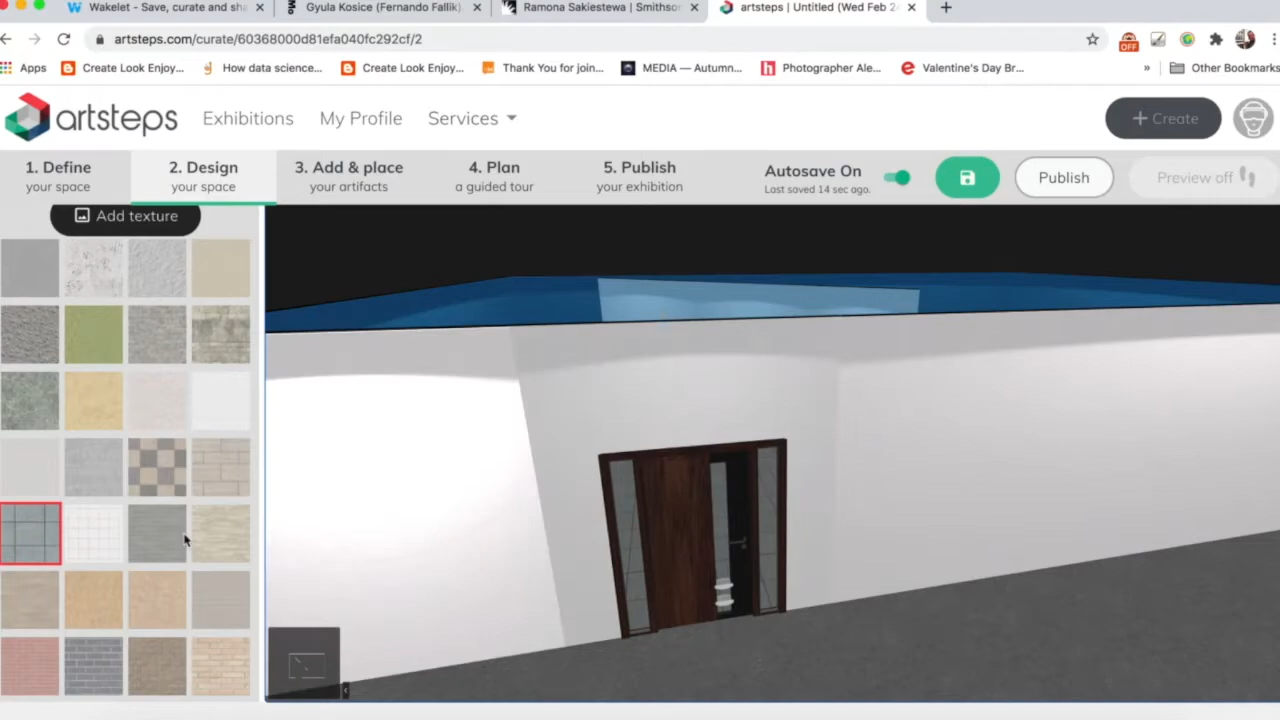 Wakelet - Save, curate and sha
Gyula Kosice (Fernando Fallik)
Ramona Sakiestewa | Smithson
artsteps | Untitled (Wed Feb 24
artsteps.com/curate/60368000d81efa040fc292cf/2
OFF
Apps
Create Look Enjoy...
How data science...
Create Look Enjoy...
Thank You for join...
MEDIA — Autumn...
Photographer Ale...
Valentine's Day Br...
»
Other Bookmarks
artsteps
Exhibitions
My Profile
Services
+ Create
1. Define
your space
2. Design
your space
3. Add & place
your artifacts
4. Plan
a guided tour
5. Publish
your exhibition
Autosave On
Last saved 14 sec ago.
Publish
Preview off
Add texture